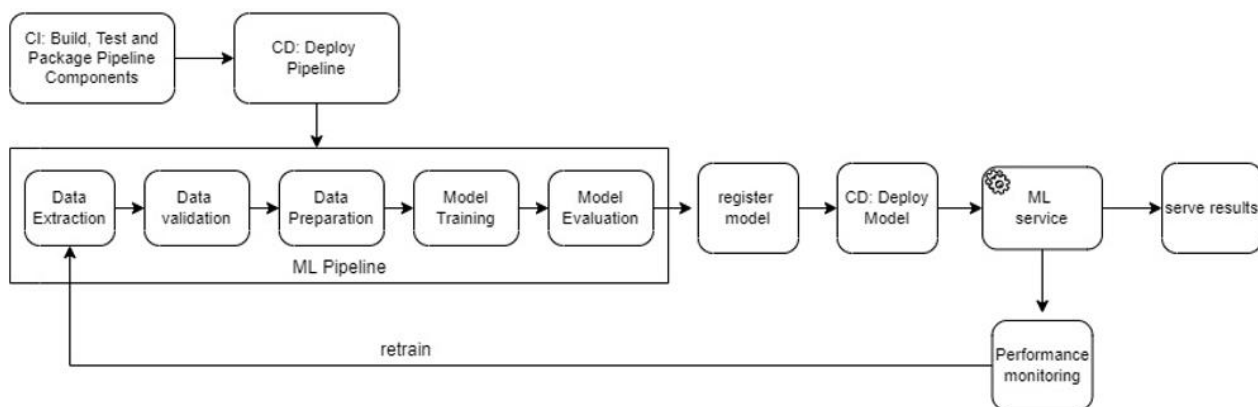 CI: Build, Test and
Package Pipeline
Components
CD: Deploy
Pipeline
Data
Extraction
Data
validation
Data
Preparation
Model
Training
Model
Evaluation
ML Pipeline
register
model
CD: Deploy
Model
ML
service
serve results
retrain
Performance
monitoring